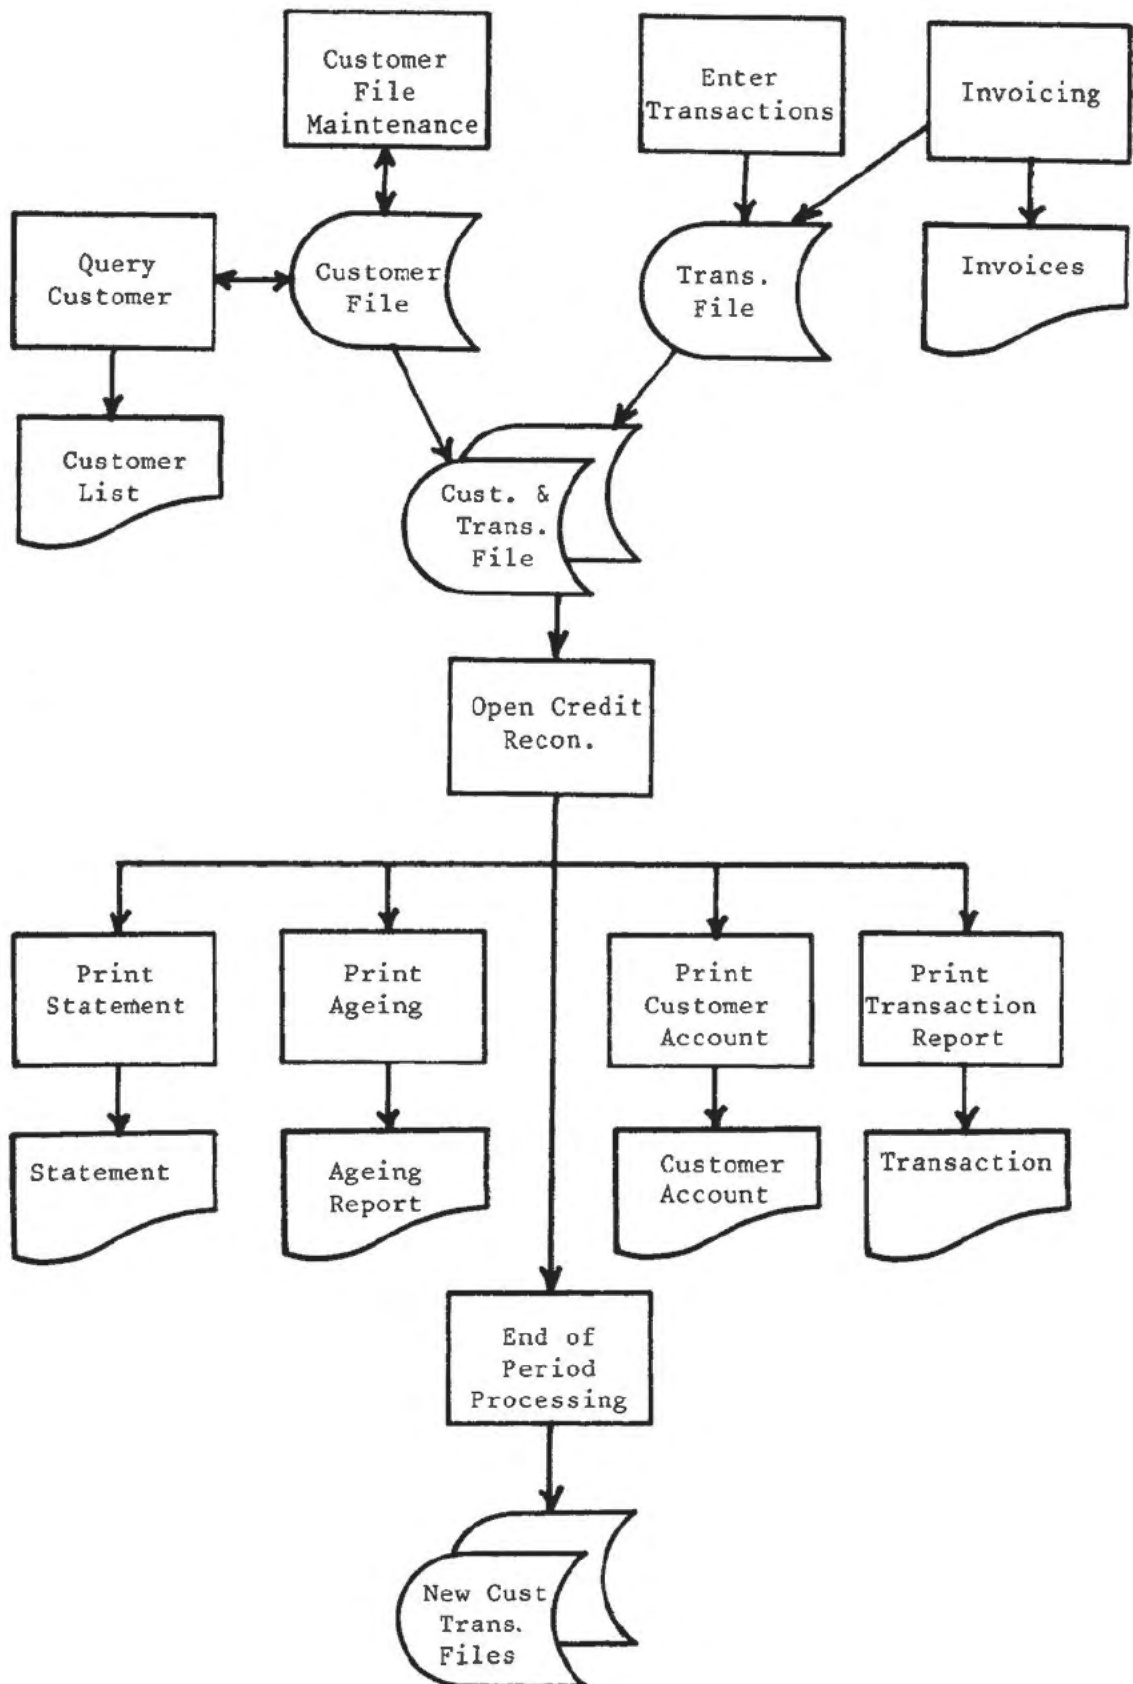 Customer
File
Maintenance
Enter
Transactions
Invoicing
Query
Customer
Customer
File
Trans.
File
Invoices
Customer
List
Cust. &
Trans.
File
Open Credit
Recon.
Print
Statement
Print
Ageing
Print
Customer
Account
Print
Transaction
Report
Statement
Ageing
Report
Customer
Account
Transaction
End of
Period
Processing
New Cust
Trans.
Files